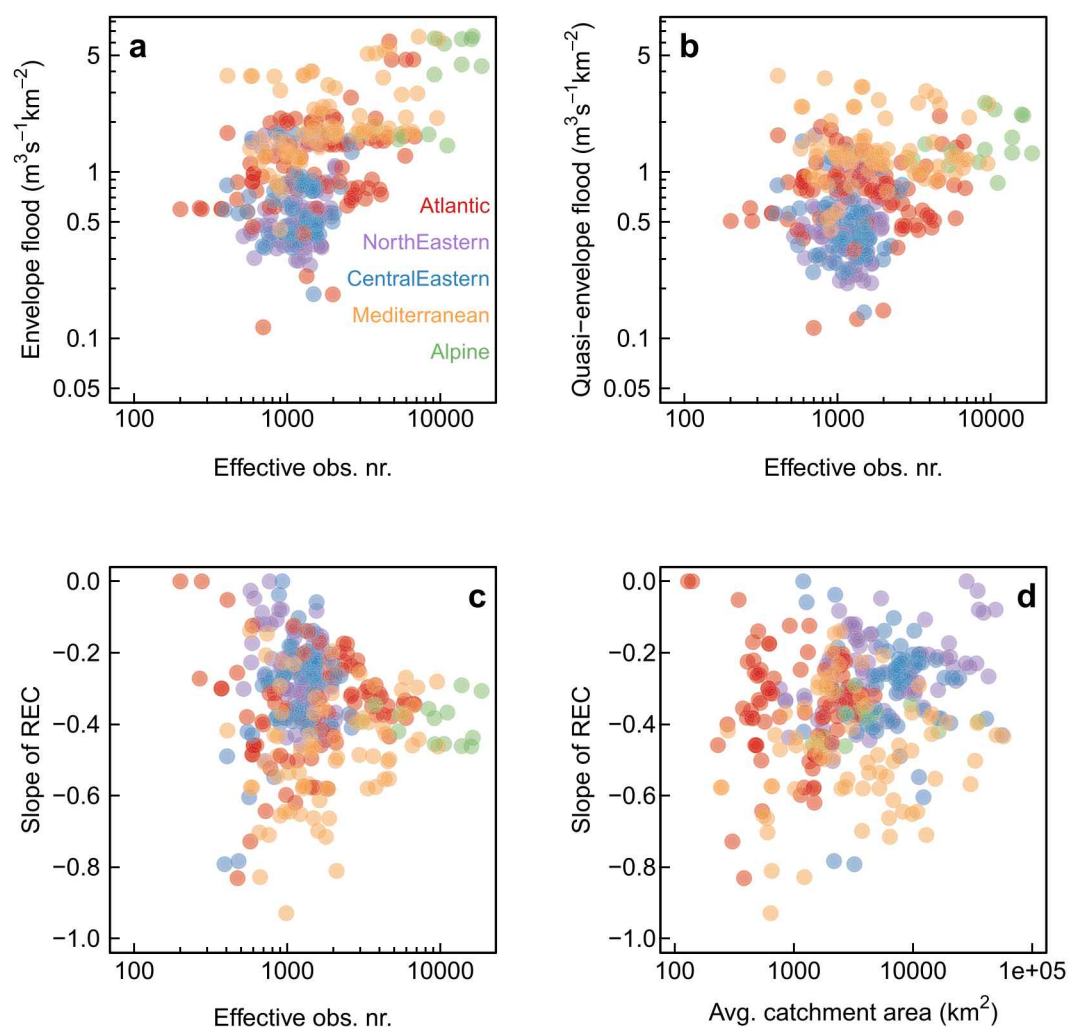 a
Envelope flood (m³s⁻¹km⁻²)
5
1
0.5
0.1
0.05
Atlantic
NorthEastern
CentralEastern
Mediterranean
Alpine
100 1000 10000
Effective obs. nr.
b
Quasi−envelope flood (m³s⁻¹km⁻²)
5
1
0.5
0.1
0.05
100 1000 10000
Effective obs. nr.
c
Slope of REC
0.0
−0.2
−0.4
−0.6
−0.8
−1.0
100 1000 10000
Effective obs. nr.
d
Slope of REC
0.0
−0.2
−0.4
−0.6
−0.8
−1.0
100 1000 10000 1e+05
Avg. catchment area (km²)